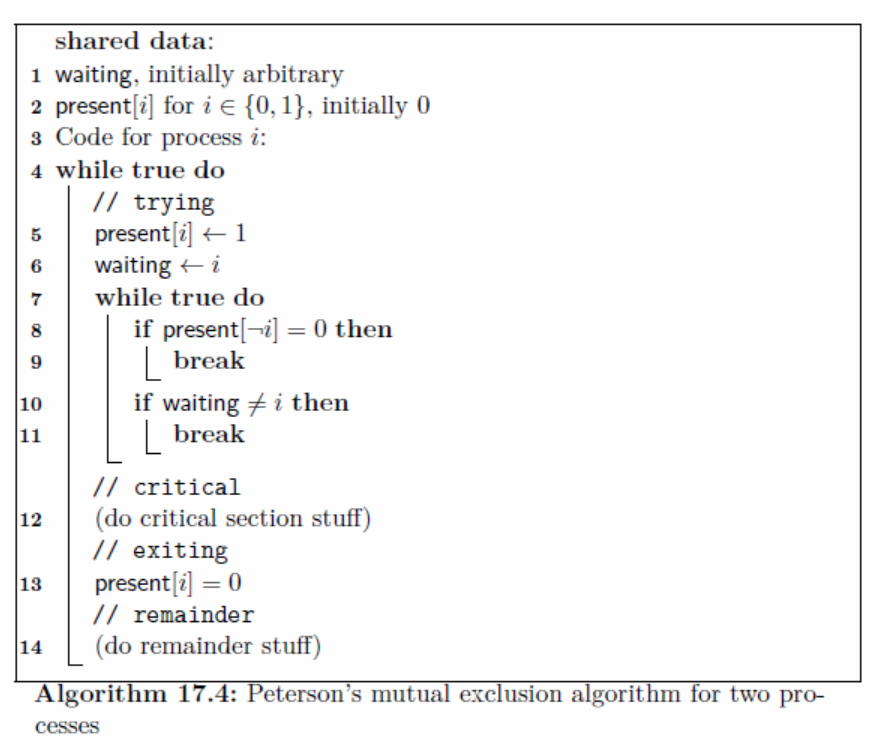 shared data:
1 waiting, initially arbitrary
2 present[i] for i ∈ {0, 1}, initially 0
3 Code for process i:
4 while true do
// trying
5 present[i] ← 1
6 waiting ← i
7 while true do
8 if present[¬i] = 0 then
9 break
10 if waiting ≠ i then
11 break
// critical
12 (do critical section stuff)
// exiting
13 present[i] = 0
// remainder
14 (do remainder stuff)
Algorithm 17.4: Peterson's mutual exclusion algorithm for two pro-
cesses